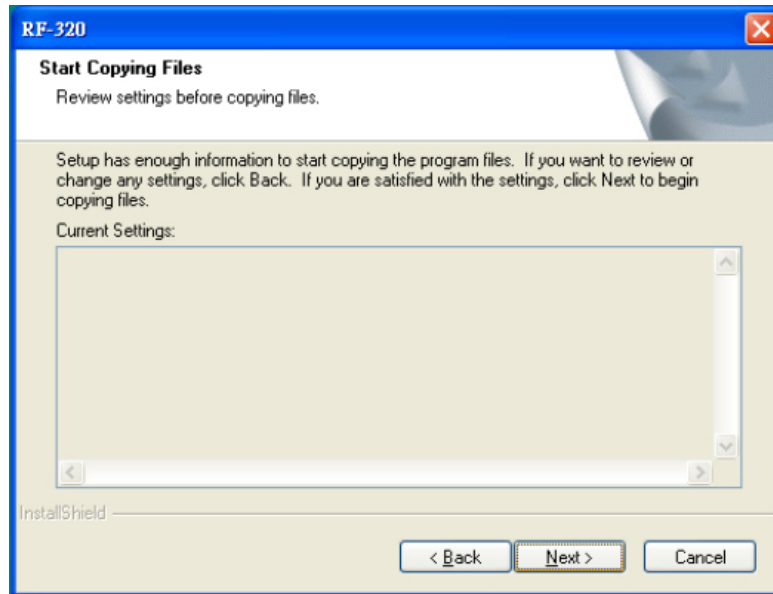 RF-320
Start Copying Files
Review settings before copying files.
Setup has enough information to start copying the program files.  If you want to review or
change any settings, click Back.  If you are satisfied with the settings, click Next to begin
copying files.
Current Settings:
InstallShield
< Back
Next >
Cancel